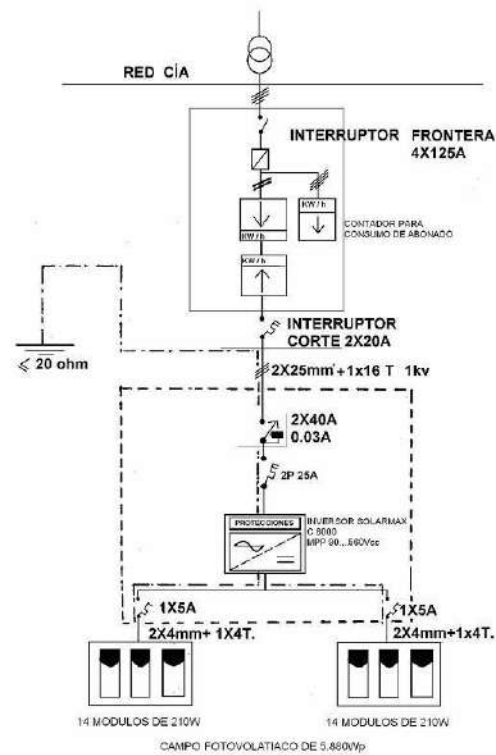 RED CÍA
INTERRUPTOR FRONTERA
4X125A
KW / h
KW / h
CONTADOR PARA
CONSUMO DE ABONADO
KW / h
INTERRUPTOR
CORTE 2X20A
≤ 20 ohm
2X25mm²+1x16 T 1kv
2X40A
0.03A
2P 25A
PROTECCIONES
INVERSOR SOLARMAX
C 6000
MPP 90...560Vcc
1X5A
1X5A
2X4mm+ 1X4T.
2X4mm+1x4T.
14 MODULOS DE 210W
14 MODULOS DE 210W
CAMPO FOTOVOLATIACO DE 5.880Wp